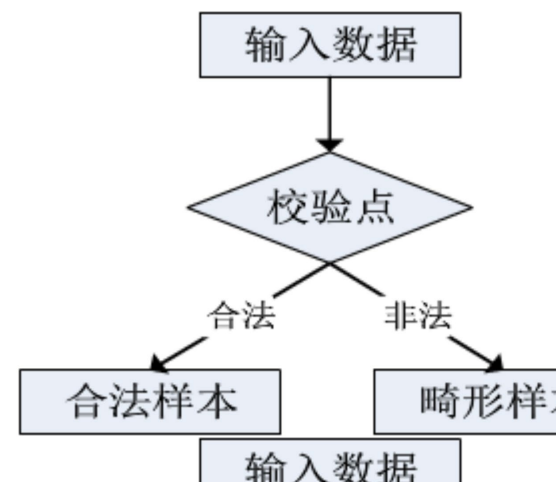 输入数据
校验点
合法 非法
合法样本 畸形样本
输入数据